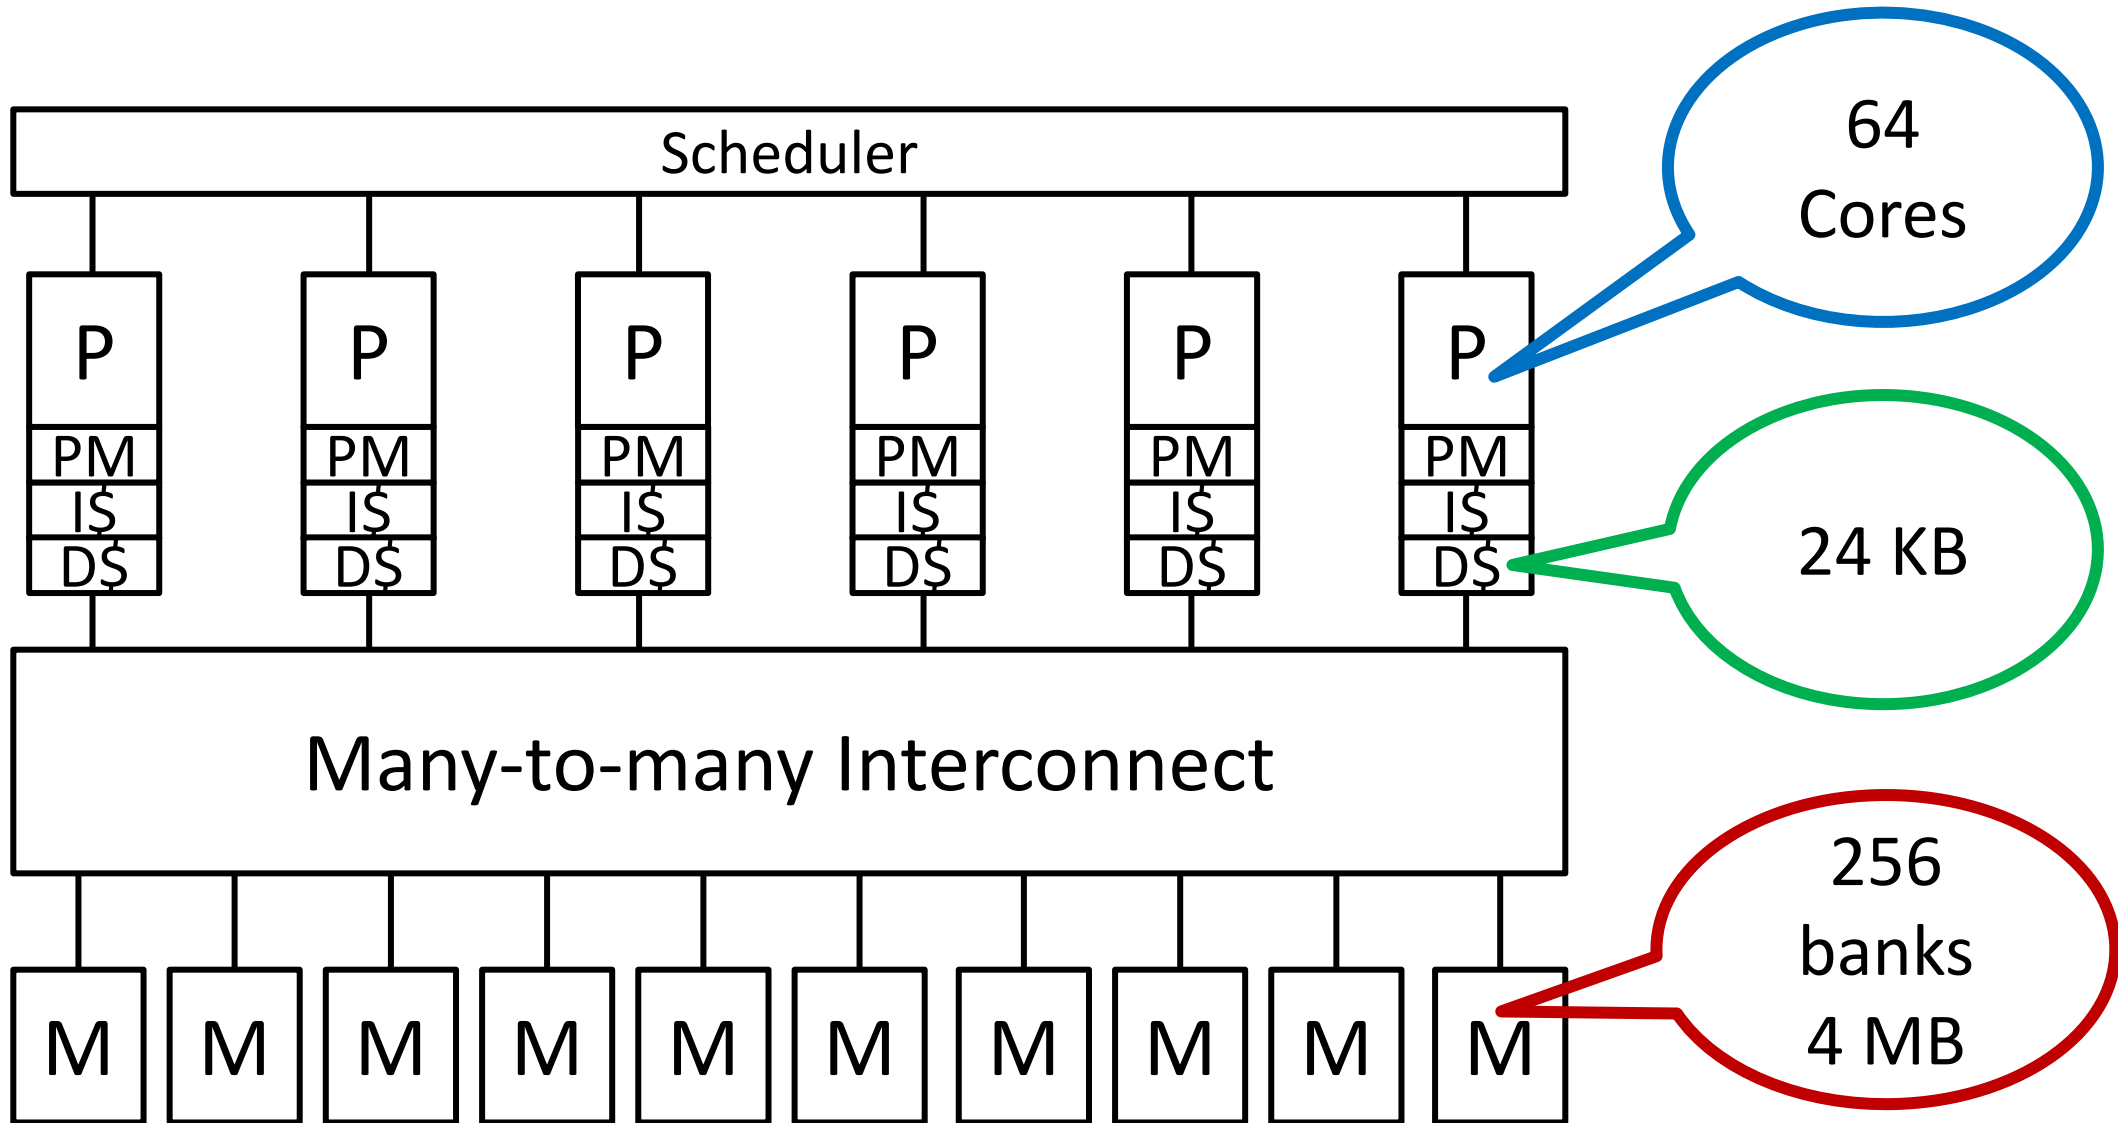 Scheduler
64
Cores
P P P P P P
PM PM PM PM PM PM
I$ I$ I$ I$ I$ I$
D$ D$ D$ D$ D$ D$
24 KB
Many-to-many Interconnect
256
banks
4 MB
M M M M M M M M M M